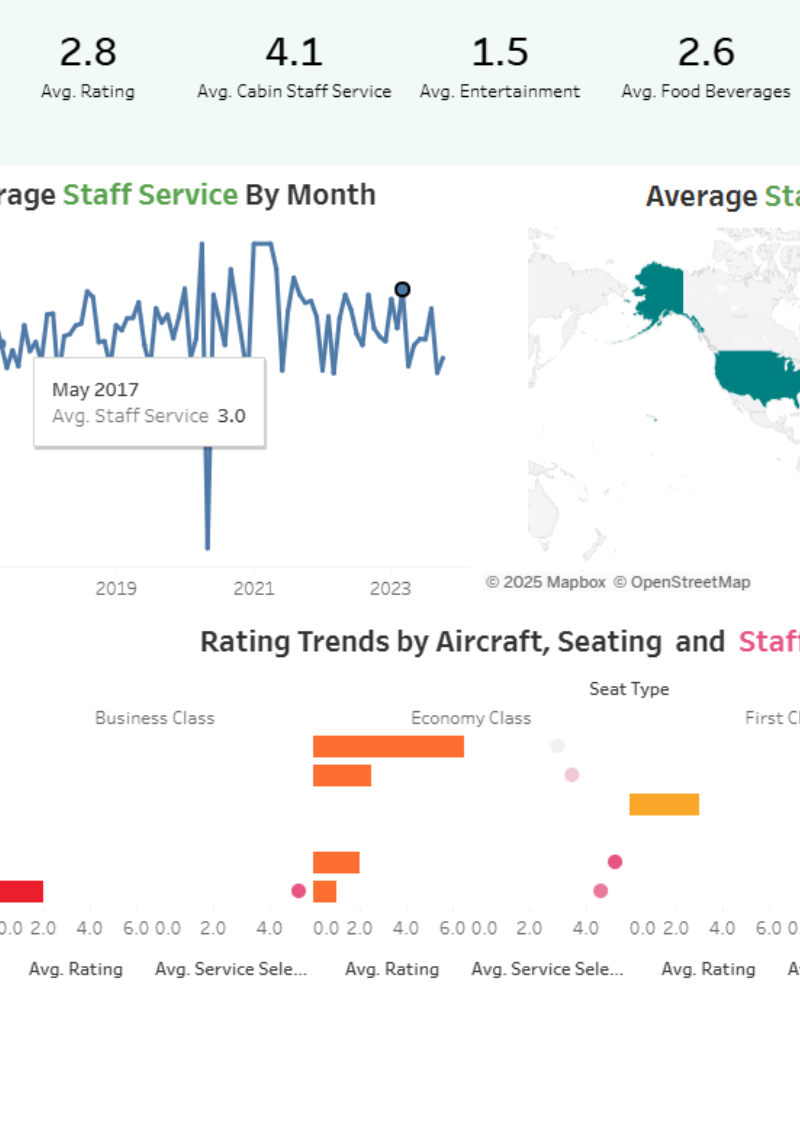 2.8 4.1 1.5 2.6
Avg. Rating Avg. Cabin Staff Service Avg. Entertainment Avg. Food Beverages
rage Staff Service By Month
Average Sta
May 2017
Avg. Staff Service 3.0
2019 2021 2023
© 2025 Mapbox © OpenStreetMap
Rating Trends by Aircraft, Seating and Staff
Seat Type
Business Class Economy Class First Cl
0.0 2.0 4.0 6.0 0.0 2.0 4.0 0.0 2.0 4.0 6.0 0.0 2.0 4.0 0.0 2.0 4.0 6.0 0.
Avg. Rating Avg. Service Sele... Avg. Rating Avg. Service Sele... Avg. Rating A